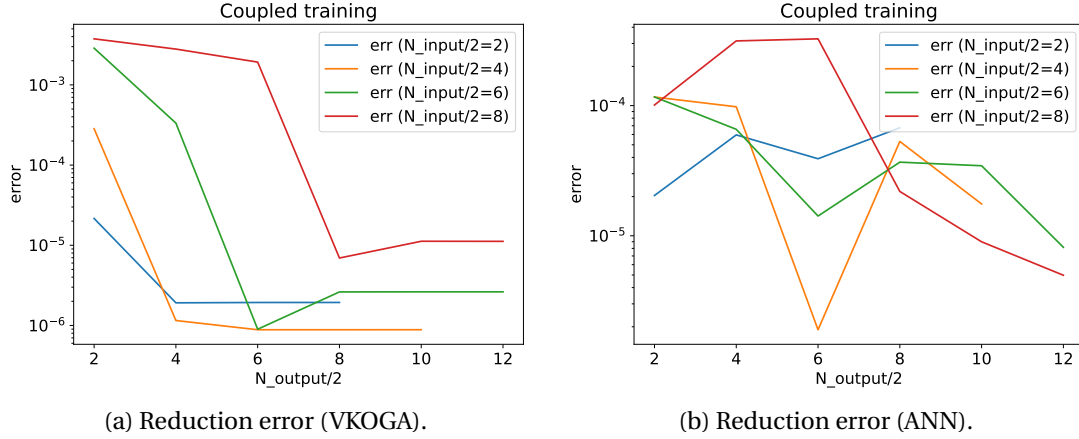 Coupled training
err (N_input/2=2)
err (N_input/2=4)
err (N_input/2=6)
err (N_input/2=8)
10⁻³
10⁻⁴
10⁻⁵
10⁻⁶
error
2 4 6 8 10 12
N_output/2
(a) Reduction error (VKOGA).
Coupled training
err (N_input/2=2)
err (N_input/2=4)
err (N_input/2=6)
err (N_input/2=8)
10⁻⁴
10⁻⁵
error
2 4 6 8 10 12
N_output/2
(b) Reduction error (ANN).